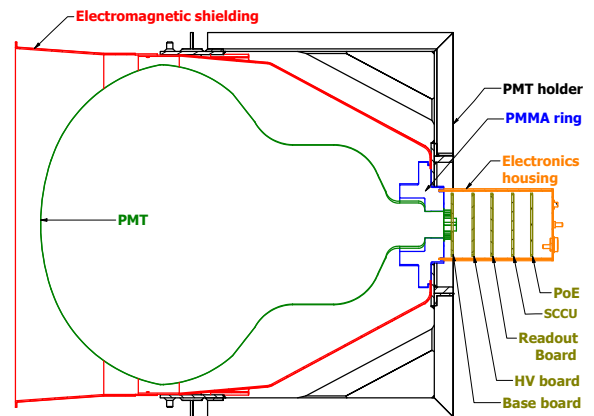 Electromagnetic shielding
PMT holder
PMMA ring
Electronics
housing
PMT
PoE
SCCU
Readout
Board
HV board
Base board